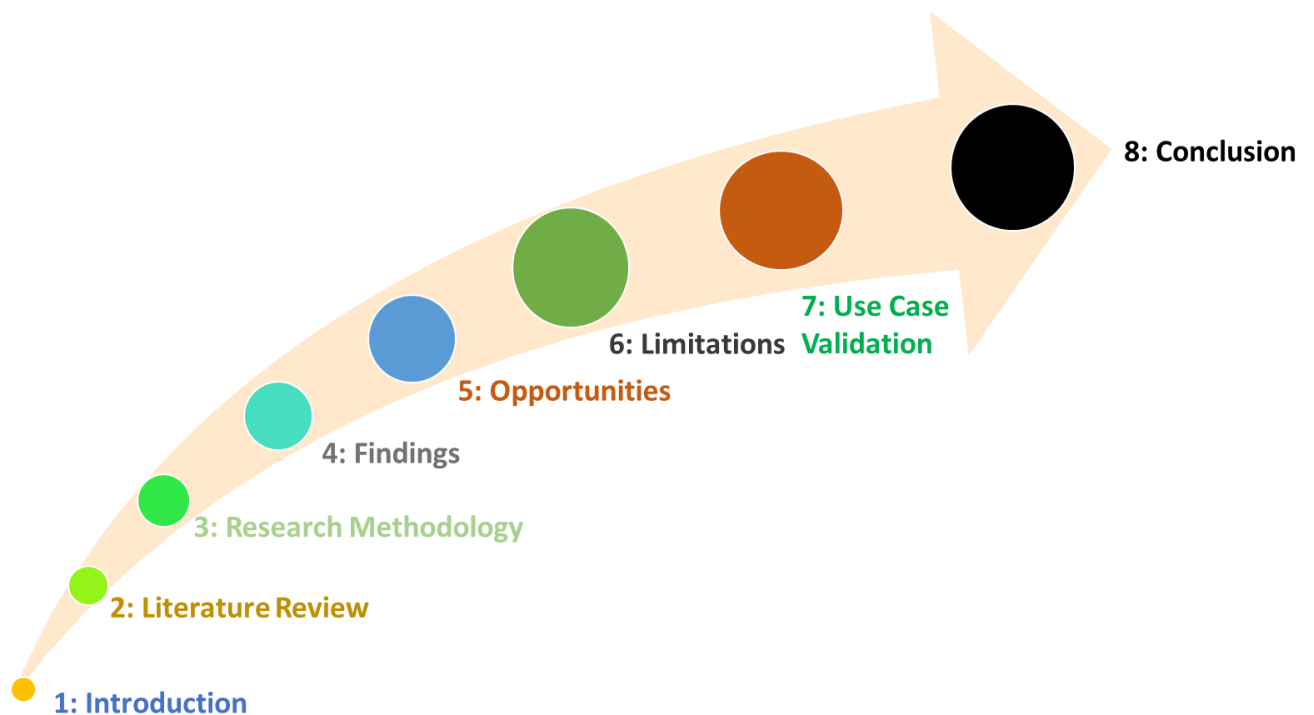 1: Introduction
2: Literature Review
3: Research Methodology
4: Findings
5: Opportunities
6: Limitations
7: Use Case
Validation
8: Conclusion